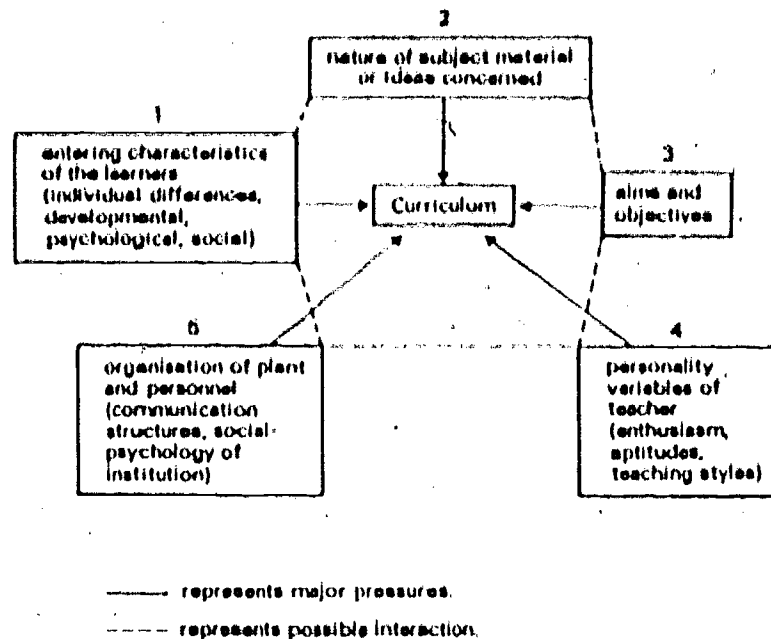 2
nature of subject material
or ideas concerned
1
entering characteristics
of the learners
(individual differences,
developmental,
psychological, social)
3
aims and
objectives
Curriculum
5
organisation of plant
and personnel
(communication
structures, social-
psychology of
institution)
4
personality
variables of
teacher
(enthusiasm,
aptitudes,
teaching styles)
represents major pressures.
represents possible interaction.